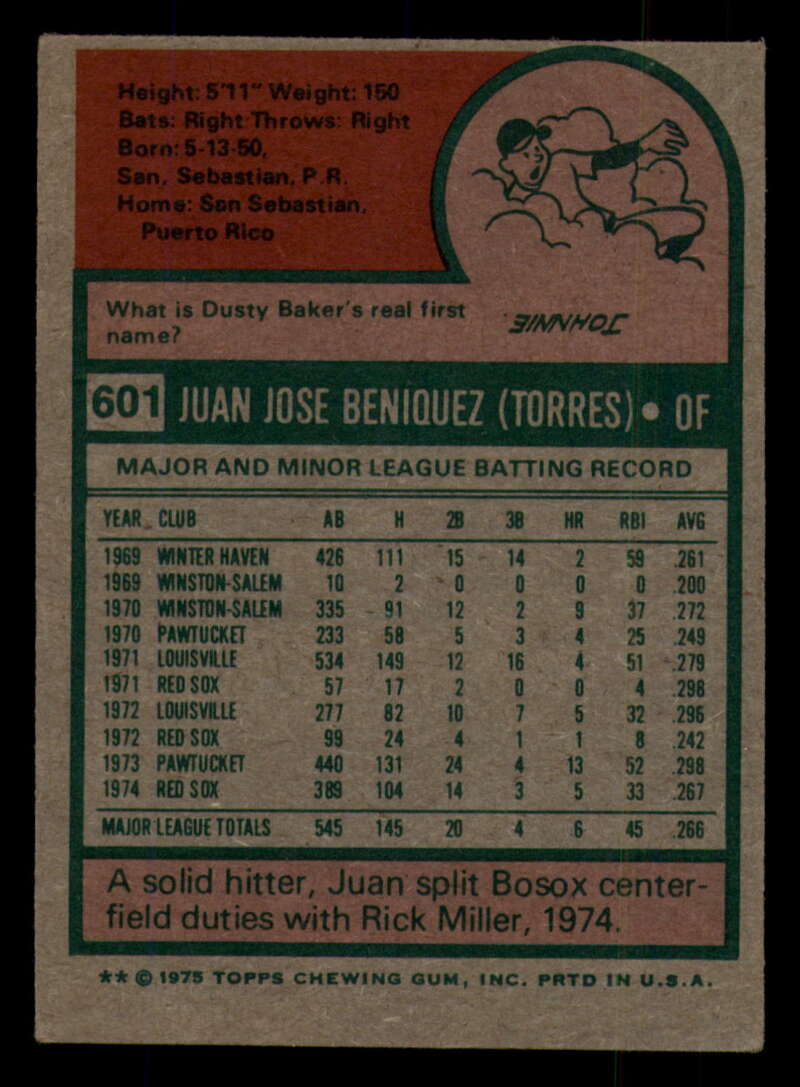 Height: 5'11" Weight: 150
Bats: Right Throws: Right
Born: 5-13-50,
San, Sebastian, P.R.
Home: San Sebastian,
Puerto Rico
What is Dusty Baker's real first
name?
JOHNNIE
601 JUAN JOSE BENIQUEZ (TORRES) • OF
MAJOR AND MINOR LEAGUE BATTING RECORD
YEAR CLUB AB H 2B 3B HR RBI AVG
1969 WINTER HAVEN 426 111 15 14 2 59 .261
1969 WINSTON-SALEM 10 2 0 0 0 0 .200
1970 WINSTON-SALEM 335 91 12 2 9 37 .272
1970 PAWTUCKET 233 58 5 3 4 25 .249
1971 LOUISVILLE 534 149 12 16 4 51 .279
1971 RED SOX 57 17 2 0 0 4 .298
1972 LOUISVILLE 277 82 10 7 5 32 .296
1972 RED SOX 99 24 4 1 1 8 .242
1973 PAWTUCKET 440 131 24 4 13 52 .298
1974 RED SOX 389 104 14 3 5 33 .267
MAJOR LEAGUE TOTALS 545 145 20 4 6 45 .266
A solid hitter, Juan split Bosox center-
field duties with Rick Miller, 1974.
** © 1975 TOPPS CHEWING GUM, INC. PRTD IN U.S.A.